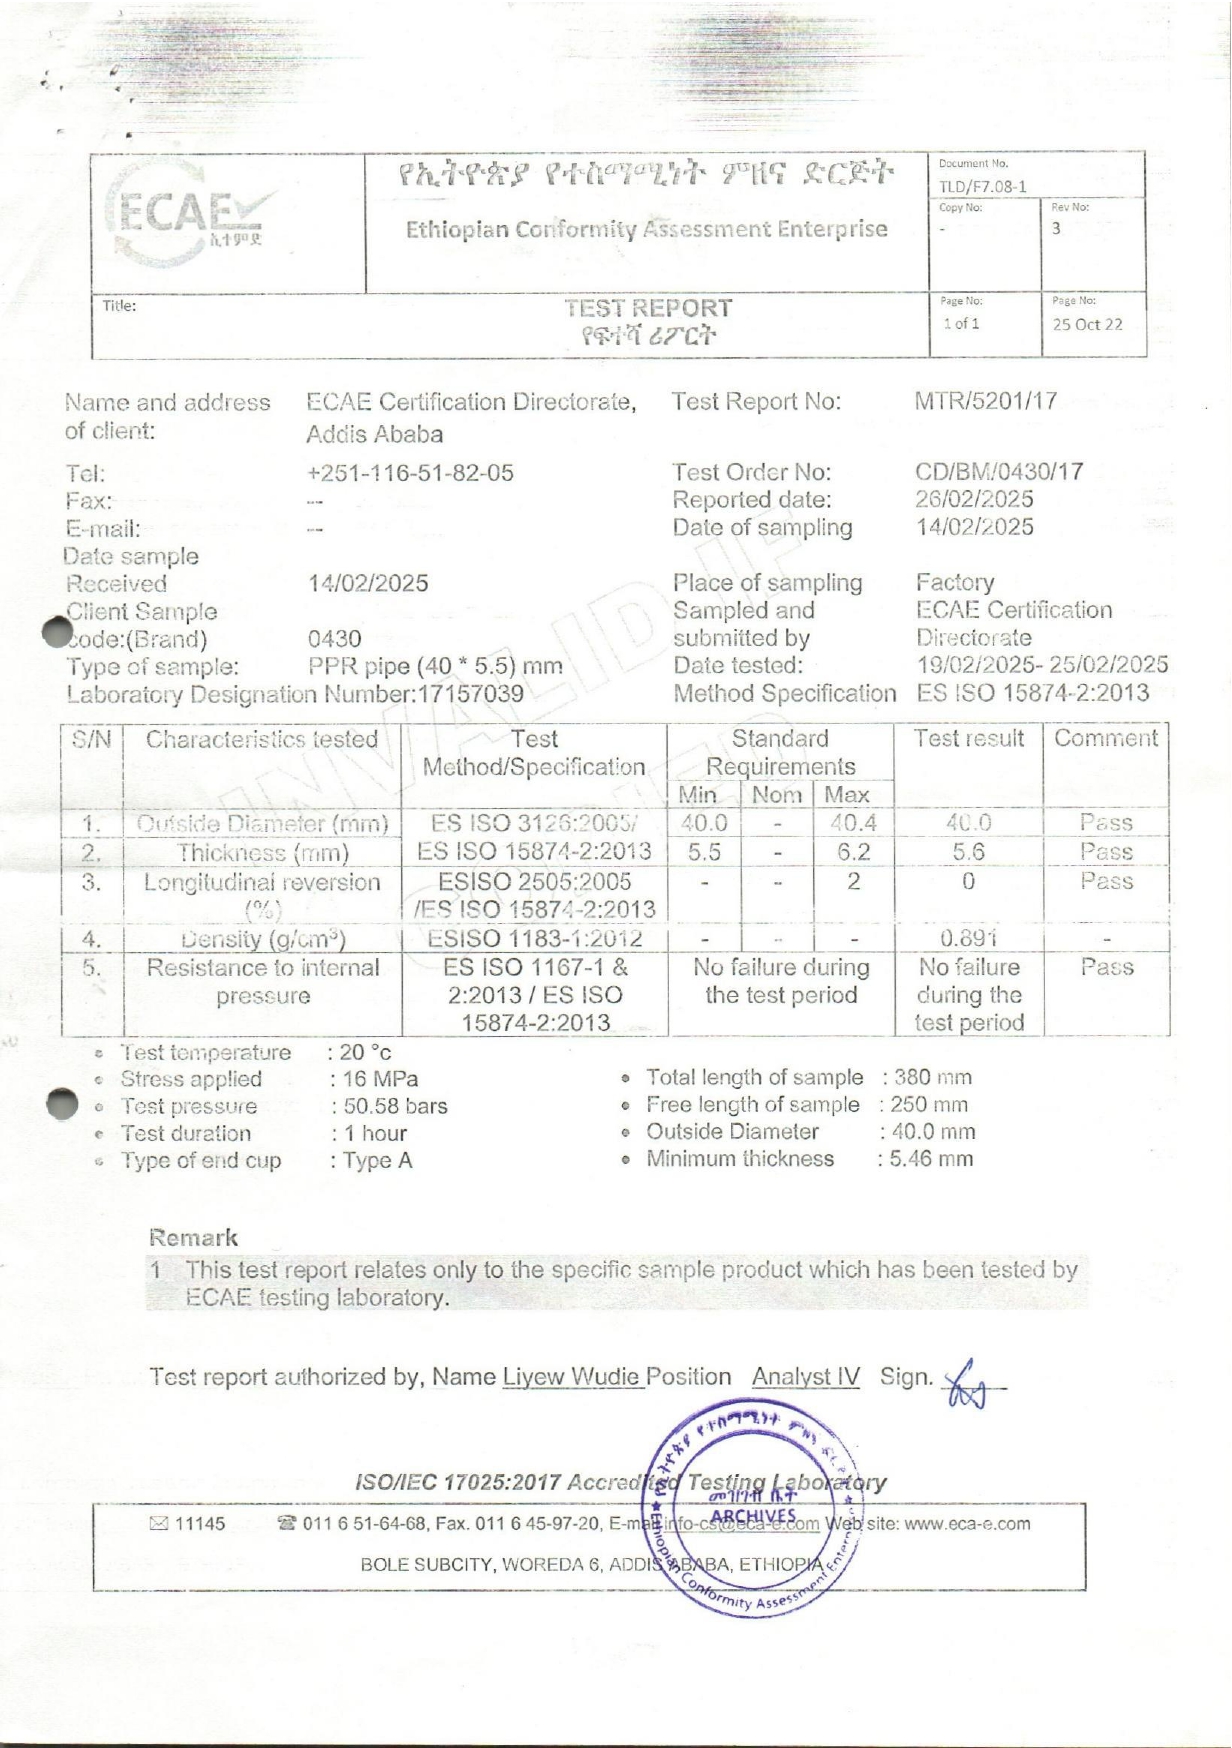 ECAE
ኢተምድ
የኢትዮጵያ የተስማሚነት ምዘና ድርጅት
Ethiopian Conformity Assessment Enterprise
Document No.
TLD/F7.08-1
Copy No:
-
Rev No:
3
Title:
TEST REPORT
የፍተሻ ሪፖርት
Page No:
1 of 1
Page No:
25 Oct 22
Name and address of client: ECAE Certification Directorate, Addis Ababa
Test Report No: MTR/5201/17
Tel: +251-116-51-82-05
Test Order No: CD/BM/0430/17
Fax: --
Reported date: 26/02/2025
E-mail: --
Date of sampling 14/02/2025
Date sample Received 14/02/2025
Place of sampling Factory
Client Sample code:(Brand) 0430
Sampled and submitted by ECAE Certification Directorate
Type of sample: PPR pipe (40 * 5.5) mm
Date tested: 19/02/2025- 25/02/2025
Laboratory Designation Number:17157039
Method Specification ES ISO 15874-2:2013
S/N Characteristics tested Test Method/Specification Standard Requirements Test result Comment
Min Nom Max
1. Outside Diameter (mm) ES ISO 3126:2005/ 40.0 - 40.4 40.0 Pass
2. Thickness (mm) ES ISO 15874-2:2013 5.5 - 6.2 5.6 Pass
3. Longitudinal reversion (%) ESISO 2505:2005 /ES ISO 15874-2:2013 - - 2 0 Pass
4. Density (g/cm³) ESISO 1183-1:2012 - - - 0.891 -
5. Resistance to internal pressure ES ISO 1167-1 & 2:2013 / ES ISO 15874-2:2013 No failure during the test period No failure during the test period Pass
• Test temperature : 20 °c
• Stress applied : 16 MPa
• Test pressure : 50.58 bars
• Test duration : 1 hour
• Type of end cup : Type A
• Total length of sample : 380 mm
• Free length of sample : 250 mm
• Outside Diameter : 40.0 mm
• Minimum thickness : 5.46 mm
INVALID IF
Remark
1 This test report relates only to the specific sample product which has been tested by
ECAE testing laboratory.
Test report authorized by, Name Liyew Wudie Position Analyst IV Sign.
ISO/IEC 17025:2017 Accredited Testing Laboratory
11145 011 6 51-64-68, Fax. 011 6 45-97-20, E-mail info-cs@eca-e.com Web site: www.eca-e.com
BOLE SUBCITY, WOREDA 6, ADDIS ABABA, ETHIOPIA
መዝገብ ቤት
ARCHIVES
Ethiopian Conformity Assessment Enterprise